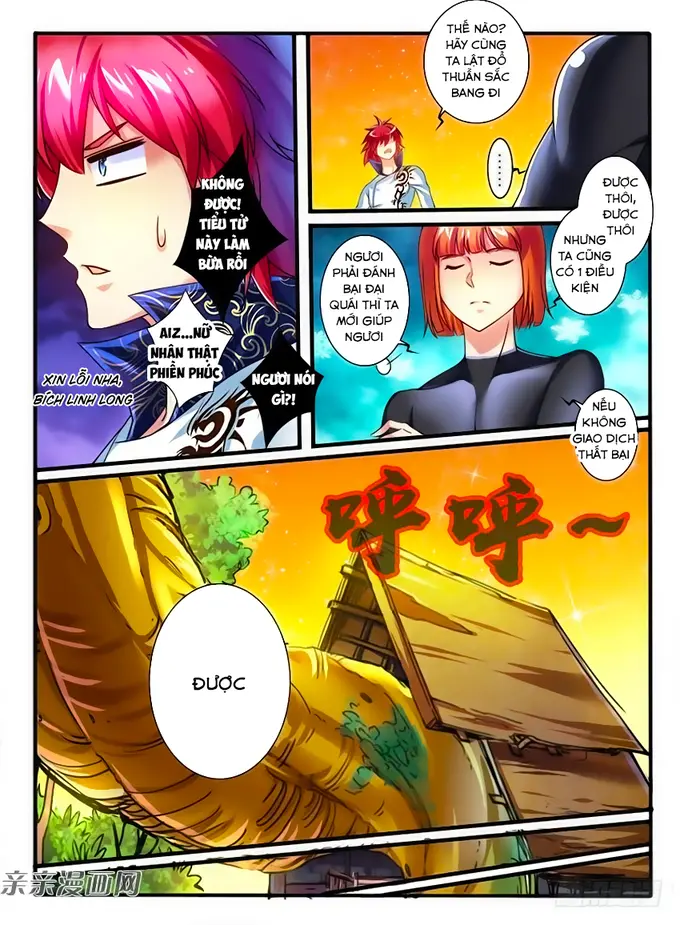 THẾ NÀO?
HÃY CÙNG
TA LẬT ĐỔ
THUẨN SẮC
BANG ĐI
......
ĐƯỢC
THÔI,
ĐƯỢC
THÔI
NHƯNG
TA CŨNG
CÓ 1 ĐIỀU
KIỆN
KHÔNG
ĐƯỢC!
TIỂU TỬ
NÀY LÀM
BỪA RỒI
AIZ...NỮ
NHÂN THẬT
PHIỀN PHỨC
XIN LỖI NHA,
BÍCH LINH LONG
NGƯƠI NÓI
GÌ?!
NGƯƠI
PHẢI ĐÁNH
BẠI ĐẠI
QUÁI THÌ TA
MỚI GIÚP
NGƯƠI
NẾU
KHÔNG
GIAO DỊCH
THẤT BẠI
呼呼~
ĐƯỢC
亲亲漫画网